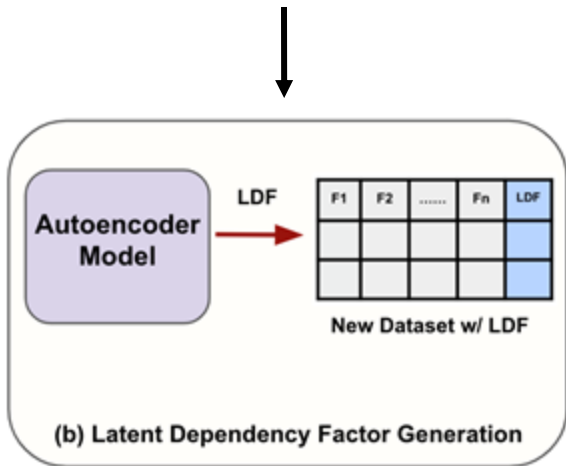 Autoencoder
Model
LDF
F1 F2 ...... Fn LDF
New Dataset w/ LDF
(b) Latent Dependency Factor Generation